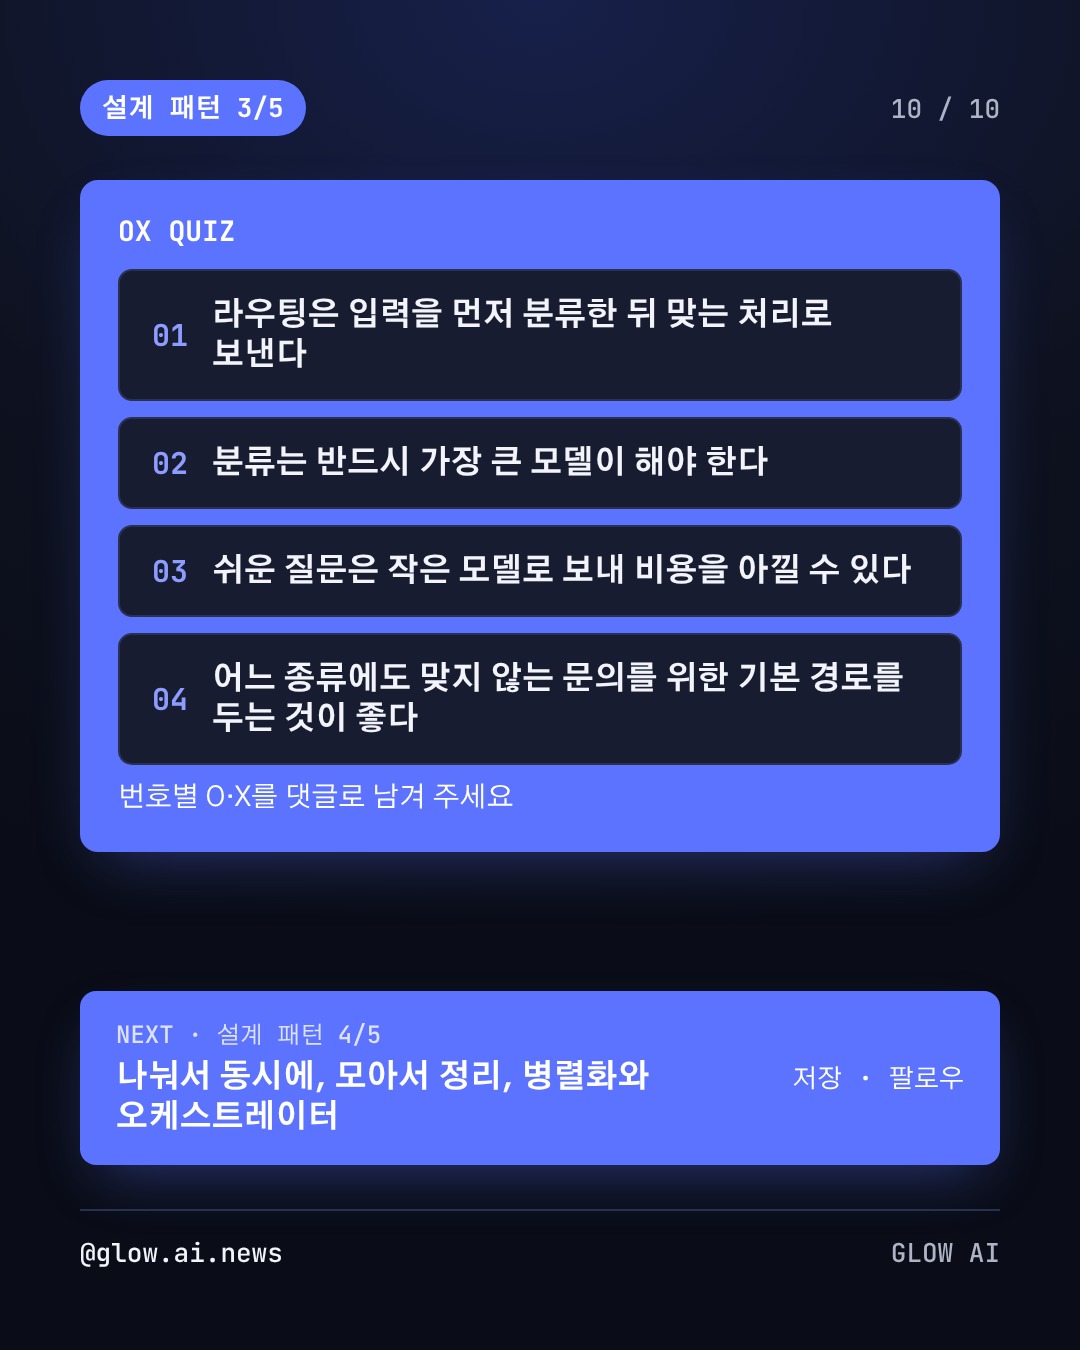 설계 패턴 3/5
10 / 10
OX QUIZ
01 라우팅은 입력을 먼저 분류한 뒤 맞는 처리로
보낸다
02 분류는 반드시 가장 큰 모델이 해야 한다
03 쉬운 질문은 작은 모델로 보내 비용을 아낄 수 있다
04 어느 종류에도 맞지 않는 문의를 위한 기본 경로를
두는 것이 좋다
번호별 O·X를 댓글로 남겨 주세요
NEXT · 설계 패턴 4/5
나눠서 동시에, 모아서 정리, 병렬화와
오케스트레이터
저장 · 팔로우
@glow.ai.news
GLOW AI